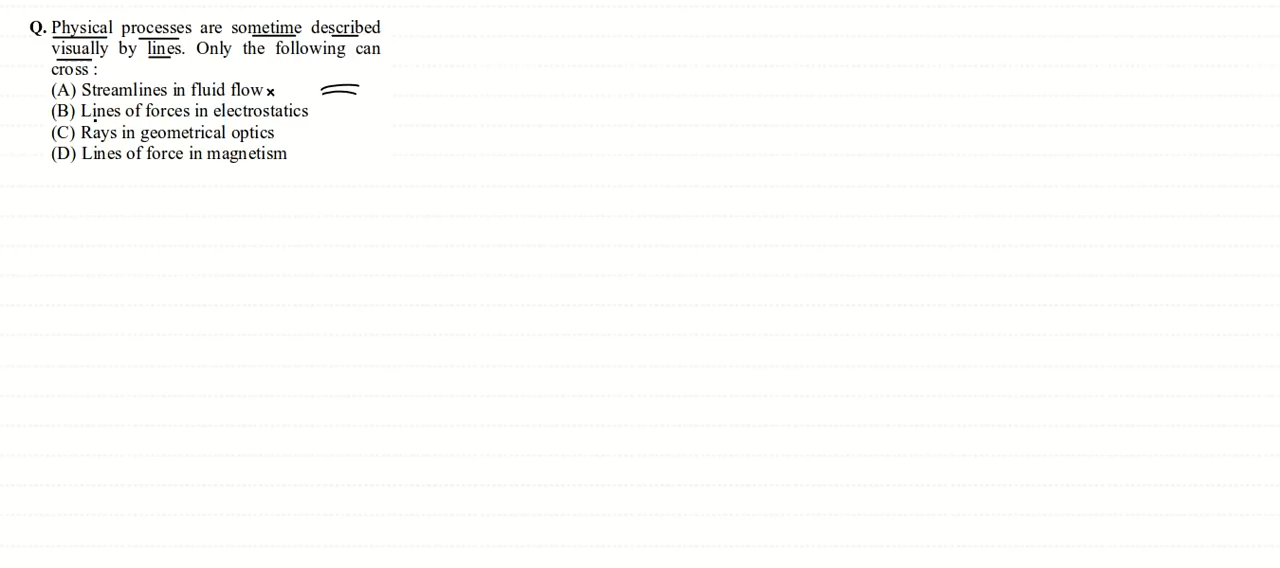 Q. Physical processes are sometime described
visually by lines. Only the following can
cross :
(A) Streamlines in fluid flow ×
(B) Lines of forces in electrostatics
(C) Rays in geometrical optics
(D) Lines of force in magnetism